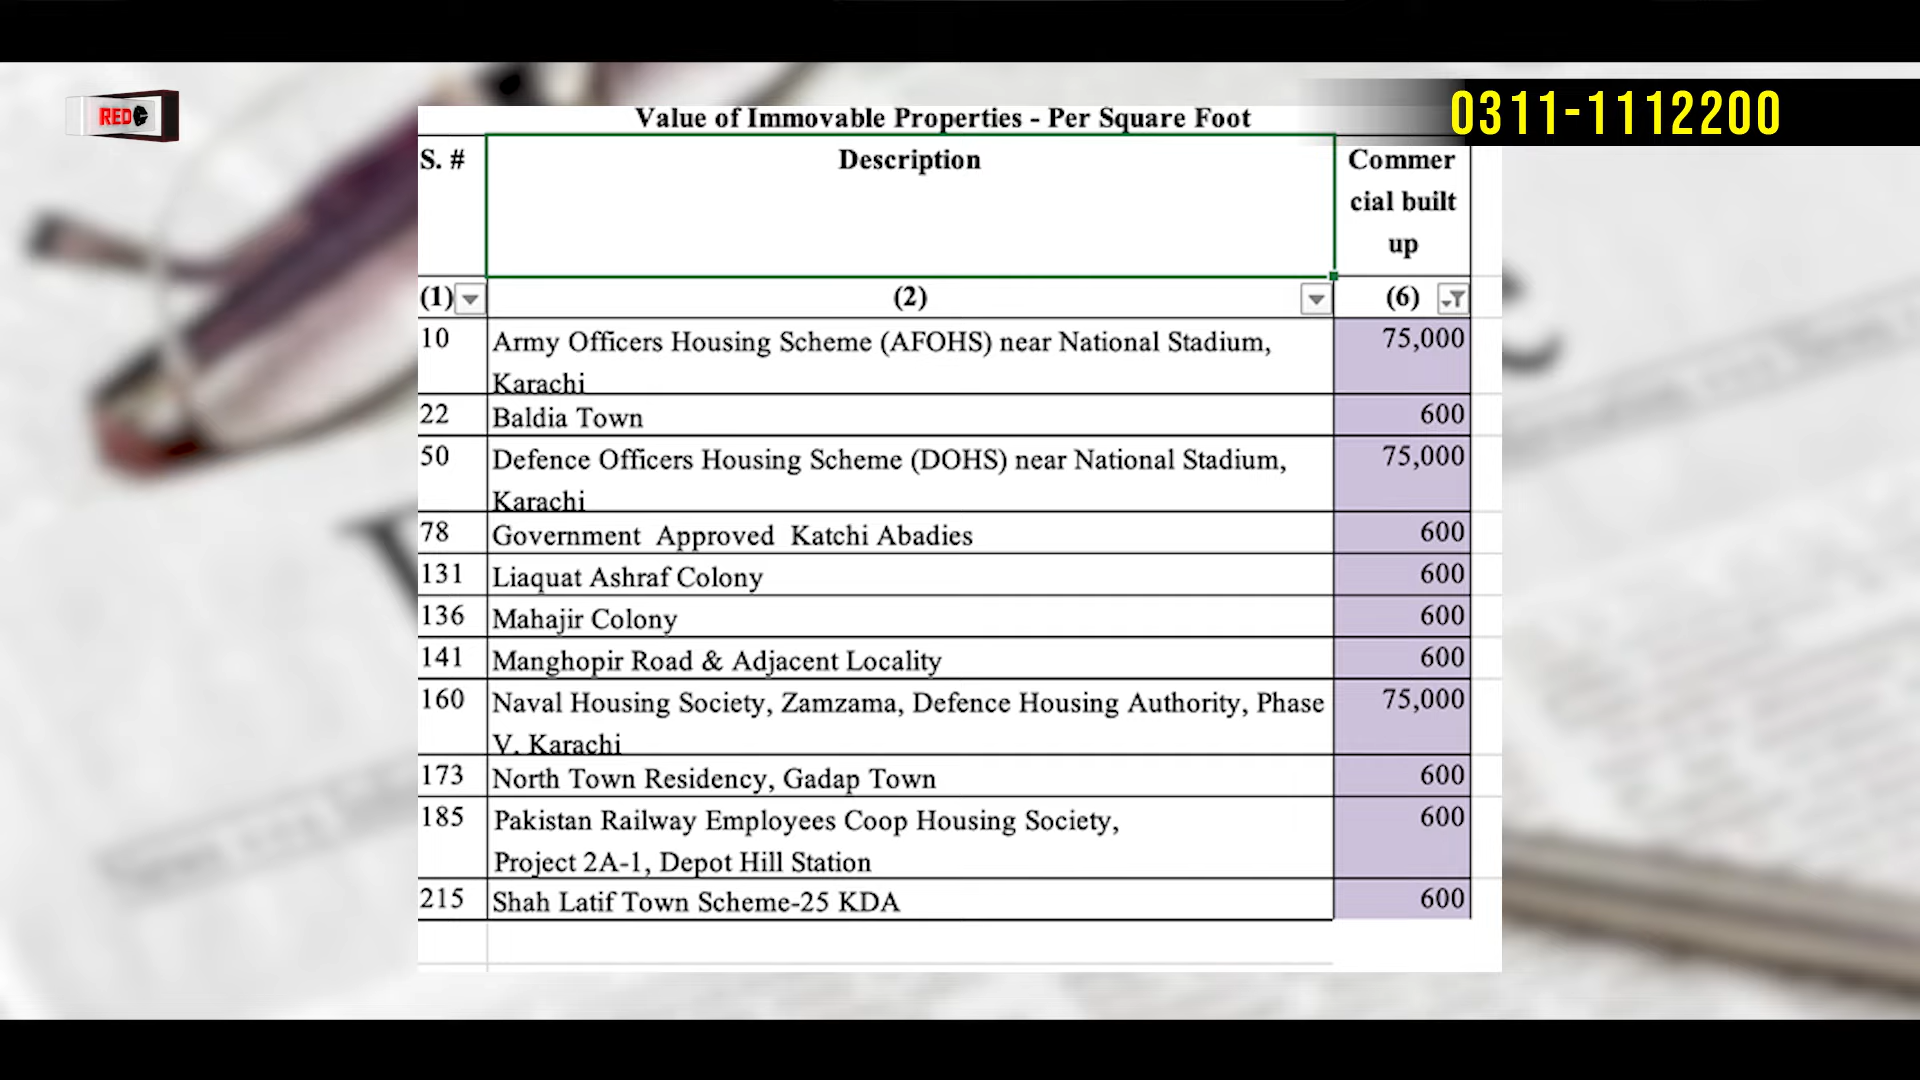 RED
0311-1112200
Value of Immovable Properties - Per Square Foot
S. # Description Commer
cial built
up
(1) (2) (6)
10 Army Officers Housing Scheme (AFOHS) near National Stadium, 75,000
Karachi
22 Baldia Town 600
50 Defence Officers Housing Scheme (DOHS) near National Stadium, 75,000
Karachi
78 Government Approved Katchi Abadies 600
131 Liaquat Ashraf Colony 600
136 Mahajir Colony 600
141 Manghopir Road & Adjacent Locality 600
160 Naval Housing Society, Zamzama, Defence Housing Authority, Phase 75,000
V. Karachi
173 North Town Residency, Gadap Town 600
185 Pakistan Railway Employees Coop Housing Society, 600
Project 2A-1, Depot Hill Station
215 Shah Latif Town Scheme-25 KDA 600